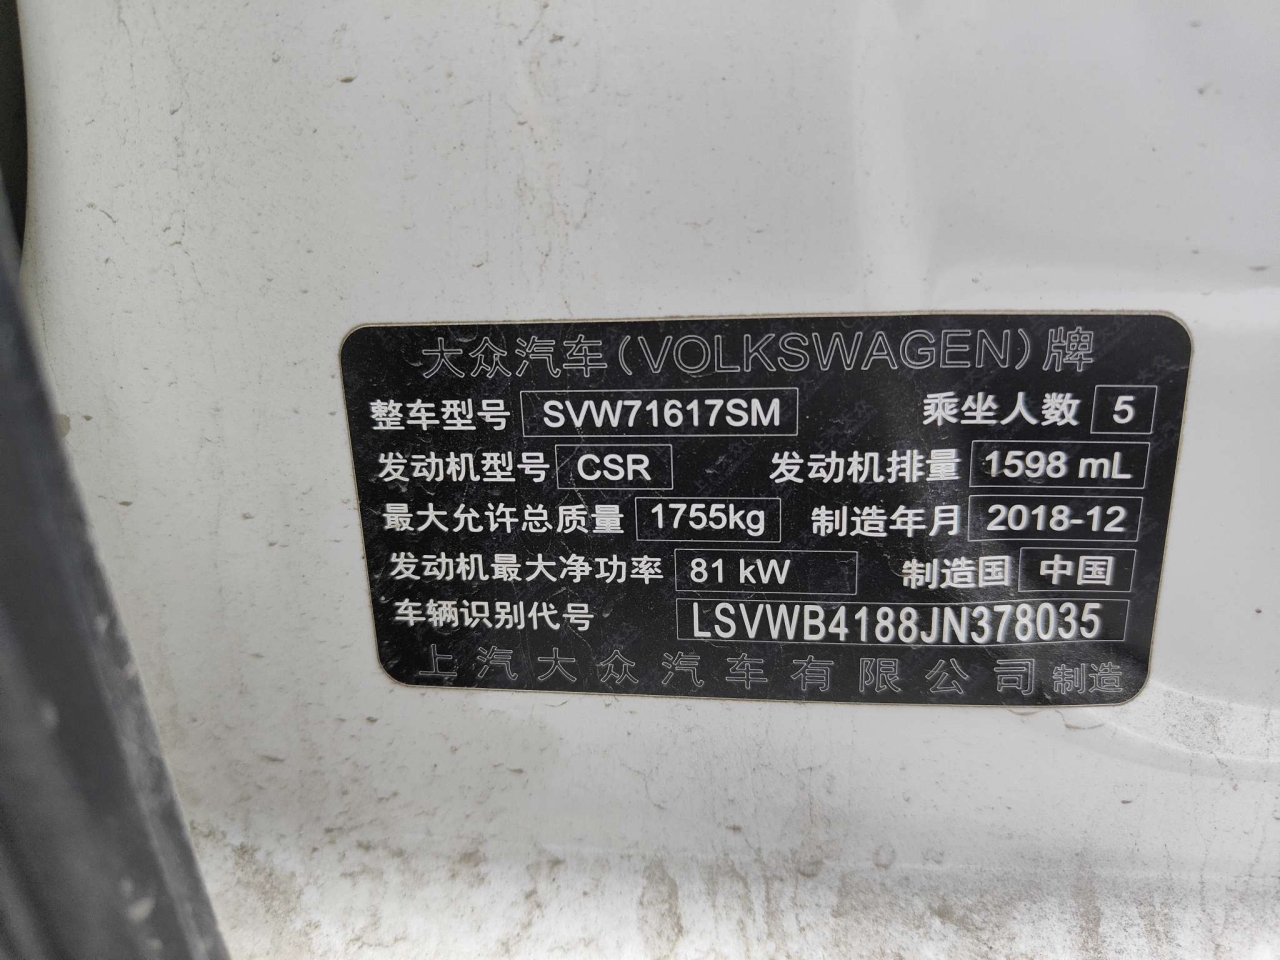 大众汽车(VOLKSWAGEN)牌
整车型号 SVW71617SM 乘坐人数 5
发动机型号 CSR 发动机排量 1598 mL
最大允许总质量 1755kg 制造年月 2018-12
发动机最大净功率 81 kW 制造国 中国
车辆识别代号 LSVWB4188JN378035
上汽大众汽车有限公司 制造